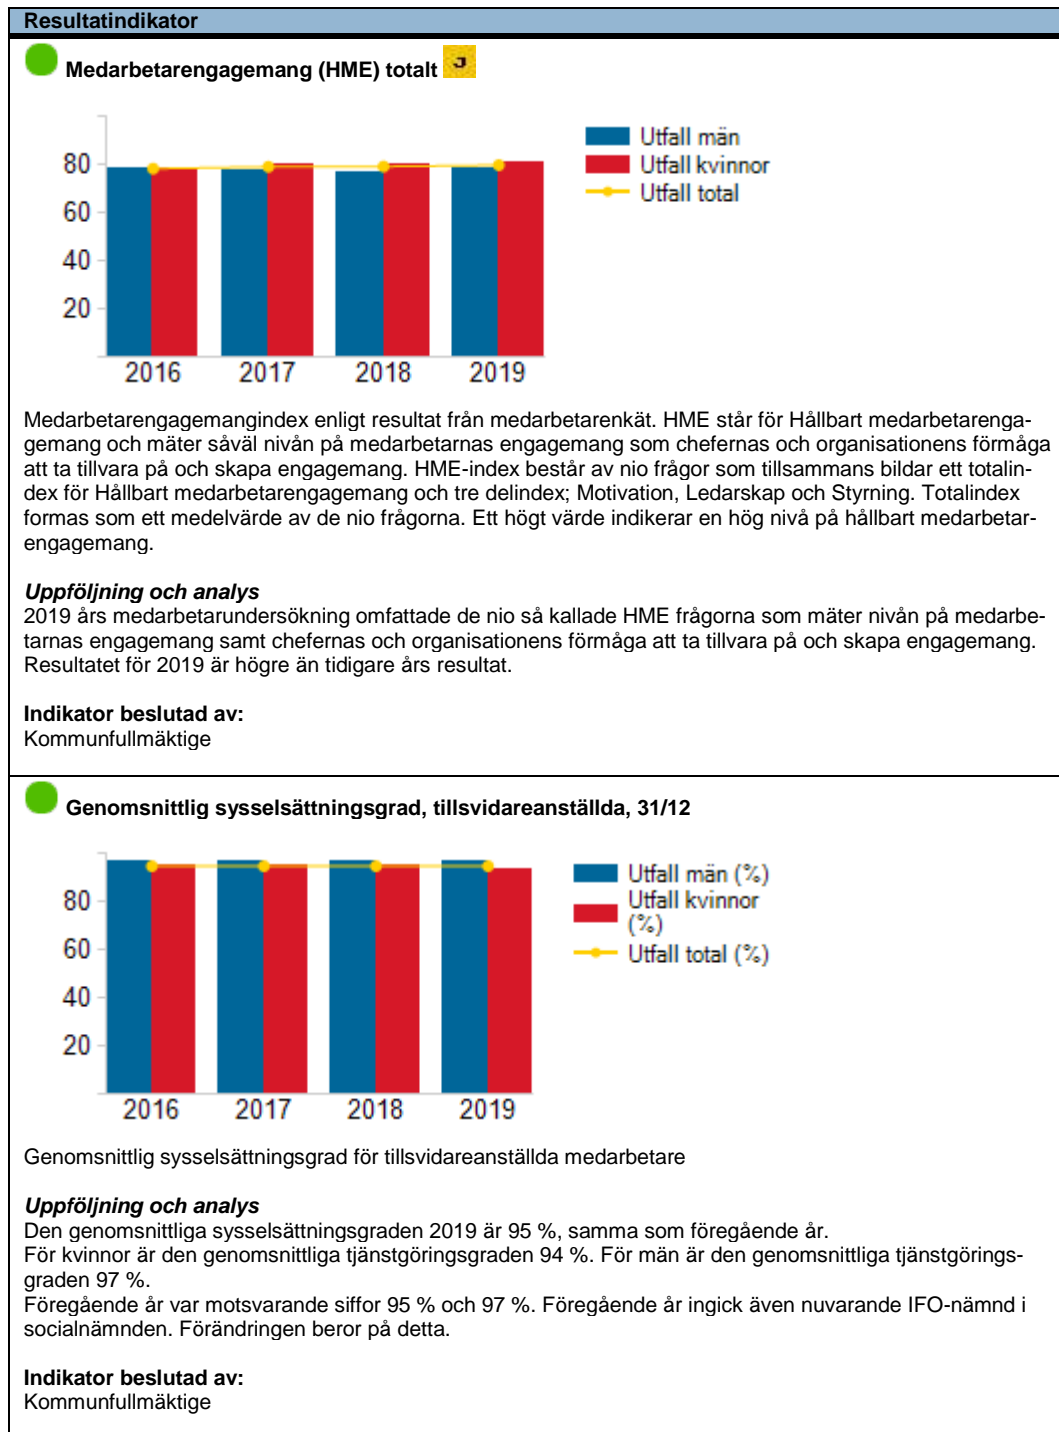 Resultatindikator
Medarbetarengagemang (HME) totalt J
80
60
40
20
2016 2017 2018 2019
Utfall män
Utfall kvinnor
Utfall total
Medarbetarengagemangindex enligt resultat från medarbetarenkät. HME står för Hållbart medarbetarenga-
gemang och mäter såväl nivån på medarbetarnas engagemang som chefernas och organisationens förmåga
att ta tillvara på och skapa engagemang. HME-index består av nio frågor som tillsammans bildar ett totalin-
dex för Hållbart medarbetarengagemang och tre delindex; Motivation, Ledarskap och Styrning. Totalindex
formas som ett medelvärde av de nio frågorna. Ett högt värde indikerar en hög nivå på hållbart medarbetar-
engagemang.
Uppföljning och analys
2019 års medarbetarundersökning omfattade de nio så kallade HME frågorna som mäter nivån på medarbe-
tarnas engagemang samt chefernas och organisationens förmåga att ta tillvara på och skapa engagemang.
Resultatet för 2019 är högre än tidigare års resultat.
Indikator beslutad av:
Kommunfullmäktige
Genomsnittlig sysselsättningsgrad, tillsvidareanställda, 31/12
80
60
40
20
2016 2017 2018 2019
Utfall män (%)
Utfall kvinnor
(%)
Utfall total (%)
Genomsnittlig sysselsättningsgrad för tillsvidareanställda medarbetare
Uppföljning och analys
Den genomsnittliga sysselsättningsgraden 2019 är 95 %, samma som föregående år.
För kvinnor är den genomsnittliga tjänstgöringsgraden 94 %. För män är den genomsnittliga tjänstgörings-
graden 97 %.
Föregående år var motsvarande siffor 95 % och 97 %. Föregående år ingick även nuvarande IFO-nämnd i
socialnämnden. Förändringen beror på detta.
Indikator beslutad av:
Kommunfullmäktige